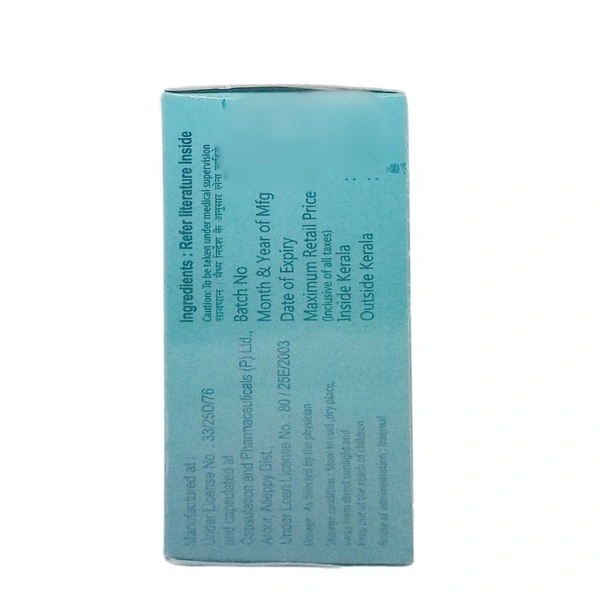 Manufactured at :
Under License No. : 33/25D/76
and capsulated at
Capsulation and Pharmaceuticals (P) Ltd.,
Aroor, Alleppy Dist.
Under Loan License No. : 80 / 25E/2003
Dosage: As directed by the physician
Storage condition : Store in cool ,dry place,
away from direct sunlight and
keep out of the reach of children
Route of administration : Internal
Ingredients : Refer literature Inside
Caution: To be taken under medical supervision
सावधान : वैध्य निर्देश के अनुसार लेना
Batch No
Month & Year of Mfg
Date of Expiry
Maximum Retail Price
(Inclusive of all taxes)
Inside Kerala
Outside Kerala